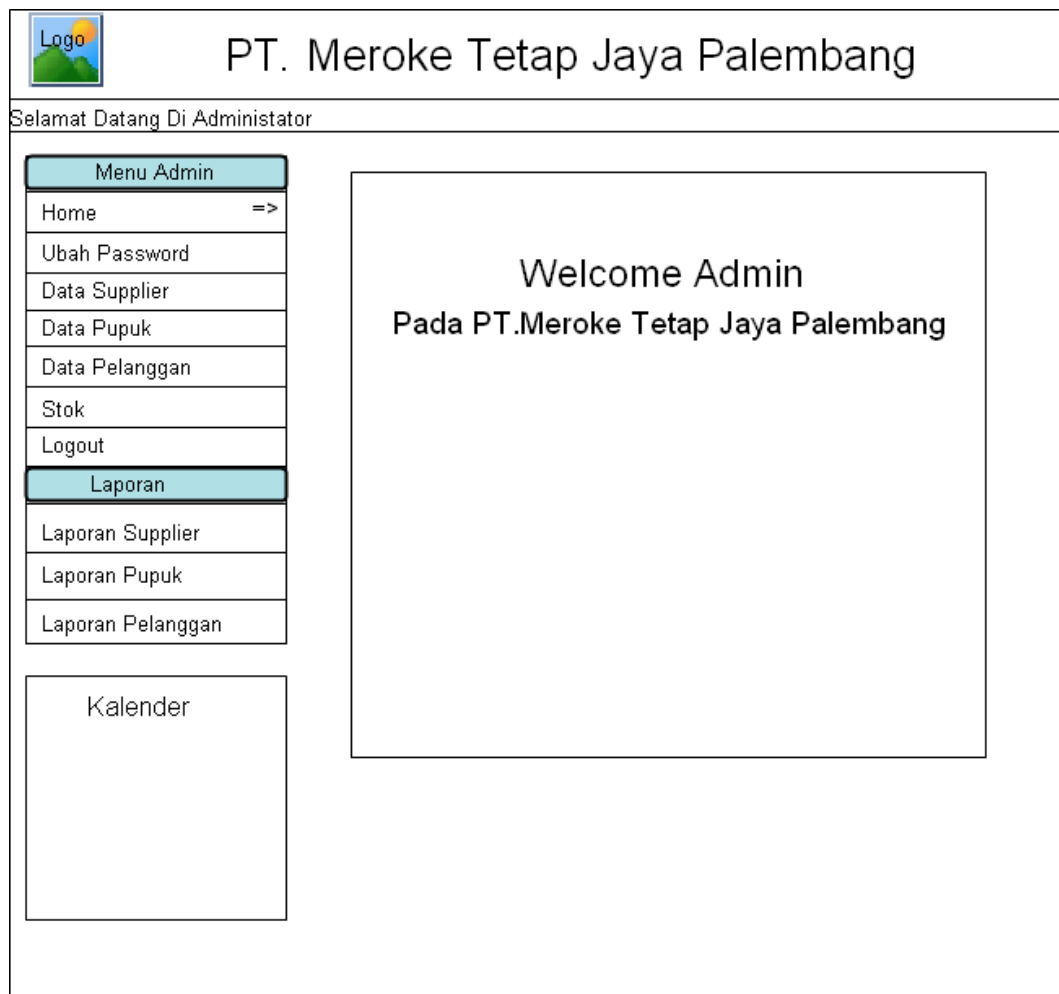 Logo
PT. Meroke Tetap Jaya Palembang
Selamat Datang Di Administator
Menu Admin
Home =>
Ubah Password
Data Supplier
Data Pupuk
Data Pelanggan
Stok
Logout
Laporan
Laporan Supplier
Laporan Pupuk
Laporan Pelanggan
Kalender
Welcome Admin
Pada PT.Meroke Tetap Jaya Palembang